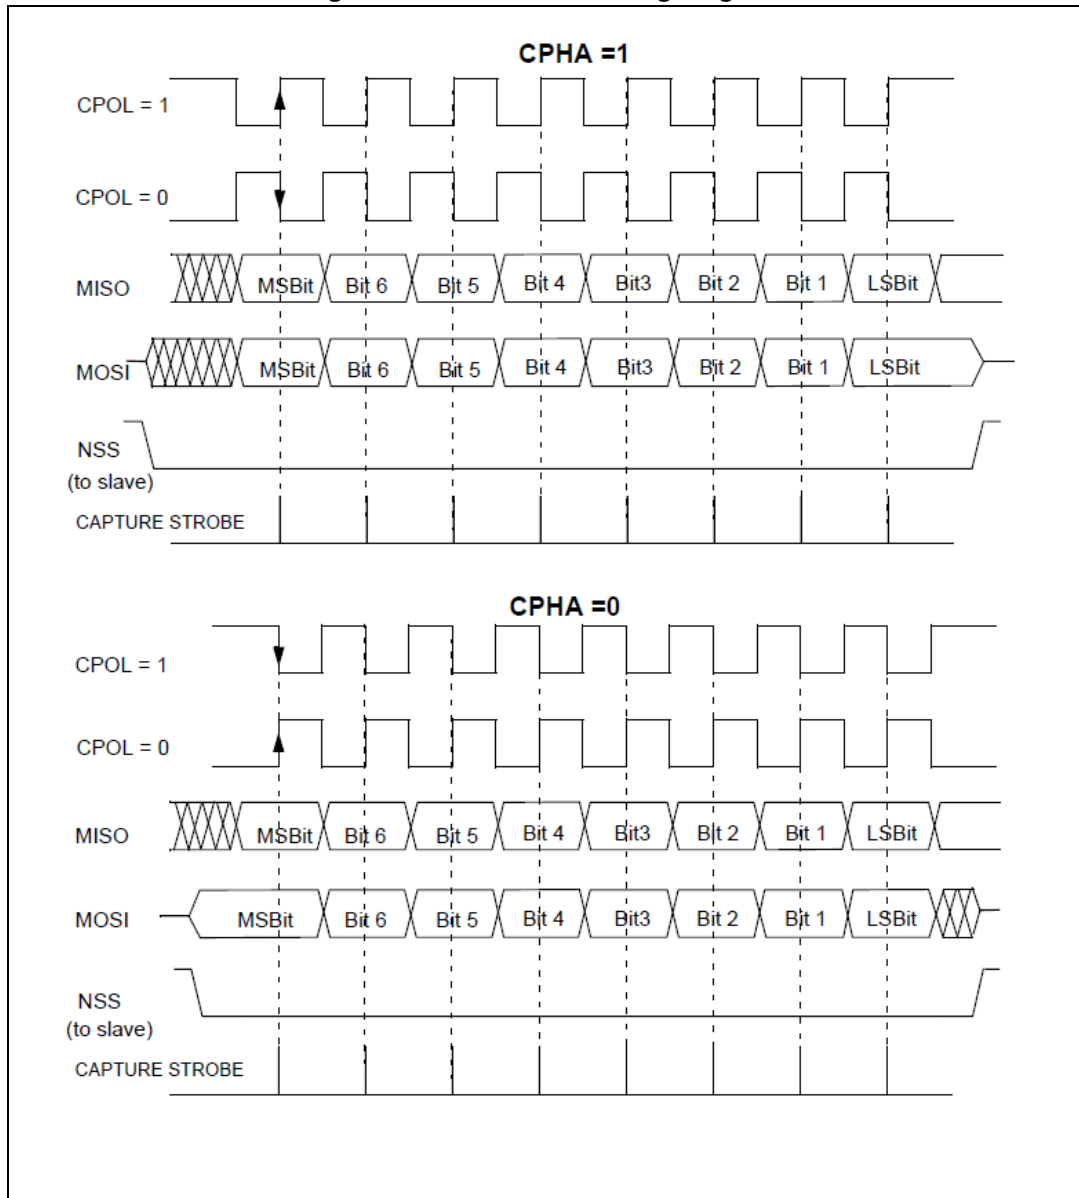 CPHA =1
CPOL = 1
CPOL = 0
MISO MSBit Bit 6 Bit 5 Bit 4 Bit3 Bit 2 Bit 1 LSBit
MOSI MSBit Bit 6 Bit 5 Bit 4 Bit3 Bit 2 Bit 1 LSBit
NSS
(to slave)
CAPTURE STROBE
CPHA =0
CPOL = 1
CPOL = 0
MISO MSBit Bit 6 Bit 5 Bit 4 Bit3 Bit 2 Bit 1 LSBit
MOSI MSBit Bit 6 Bit 5 Bit 4 Bit3 Bit 2 Bit 1 LSBit
NSS
(to slave)
CAPTURE STROBE